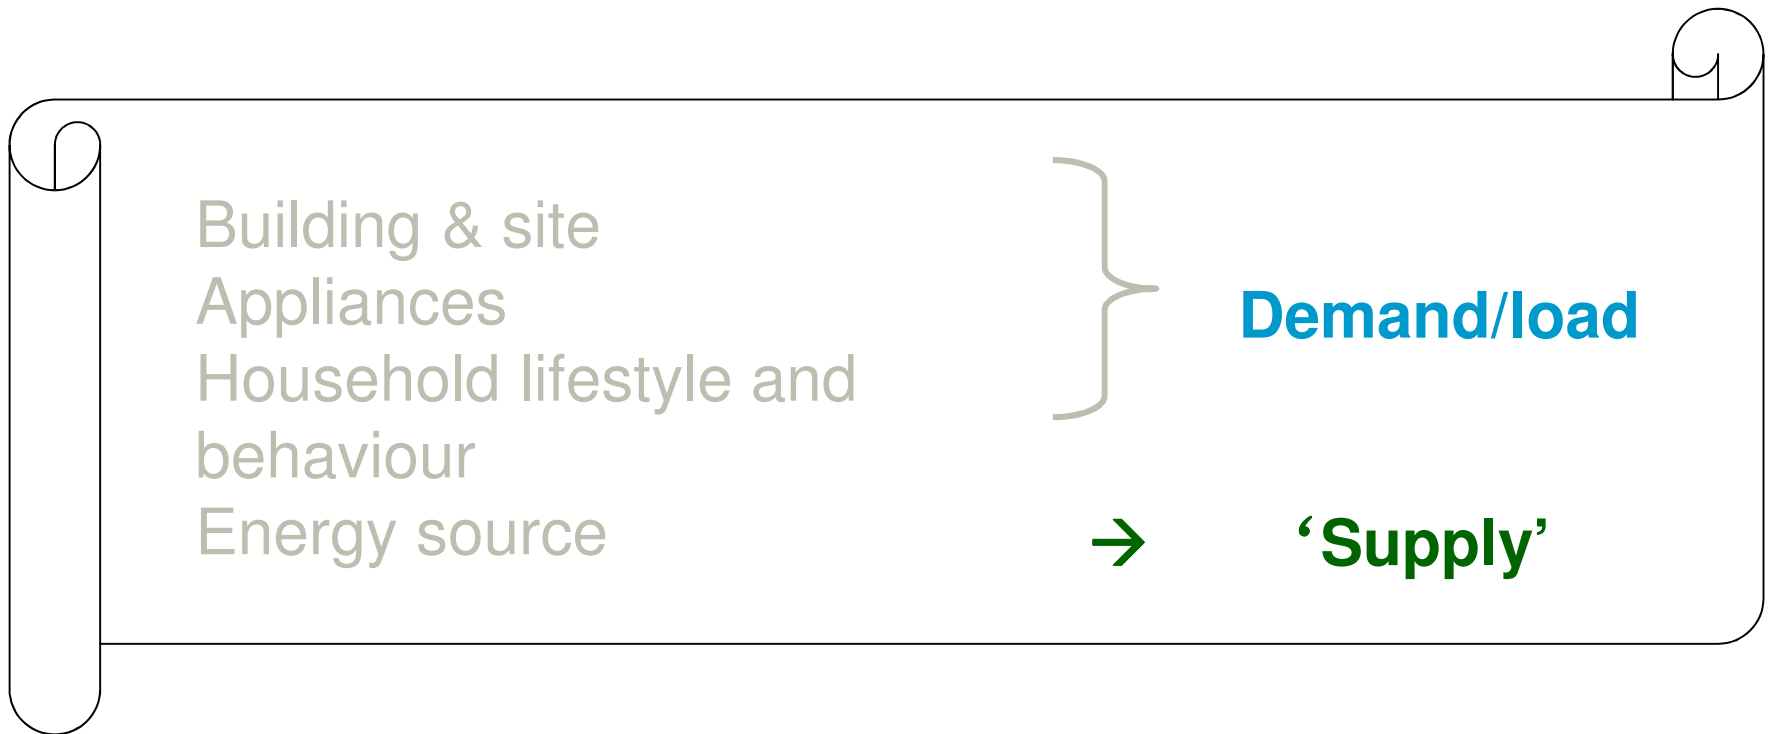 Building & site
Appliances
Household lifestyle and
behaviour
Demand/load
Energy source → ‘Supply’